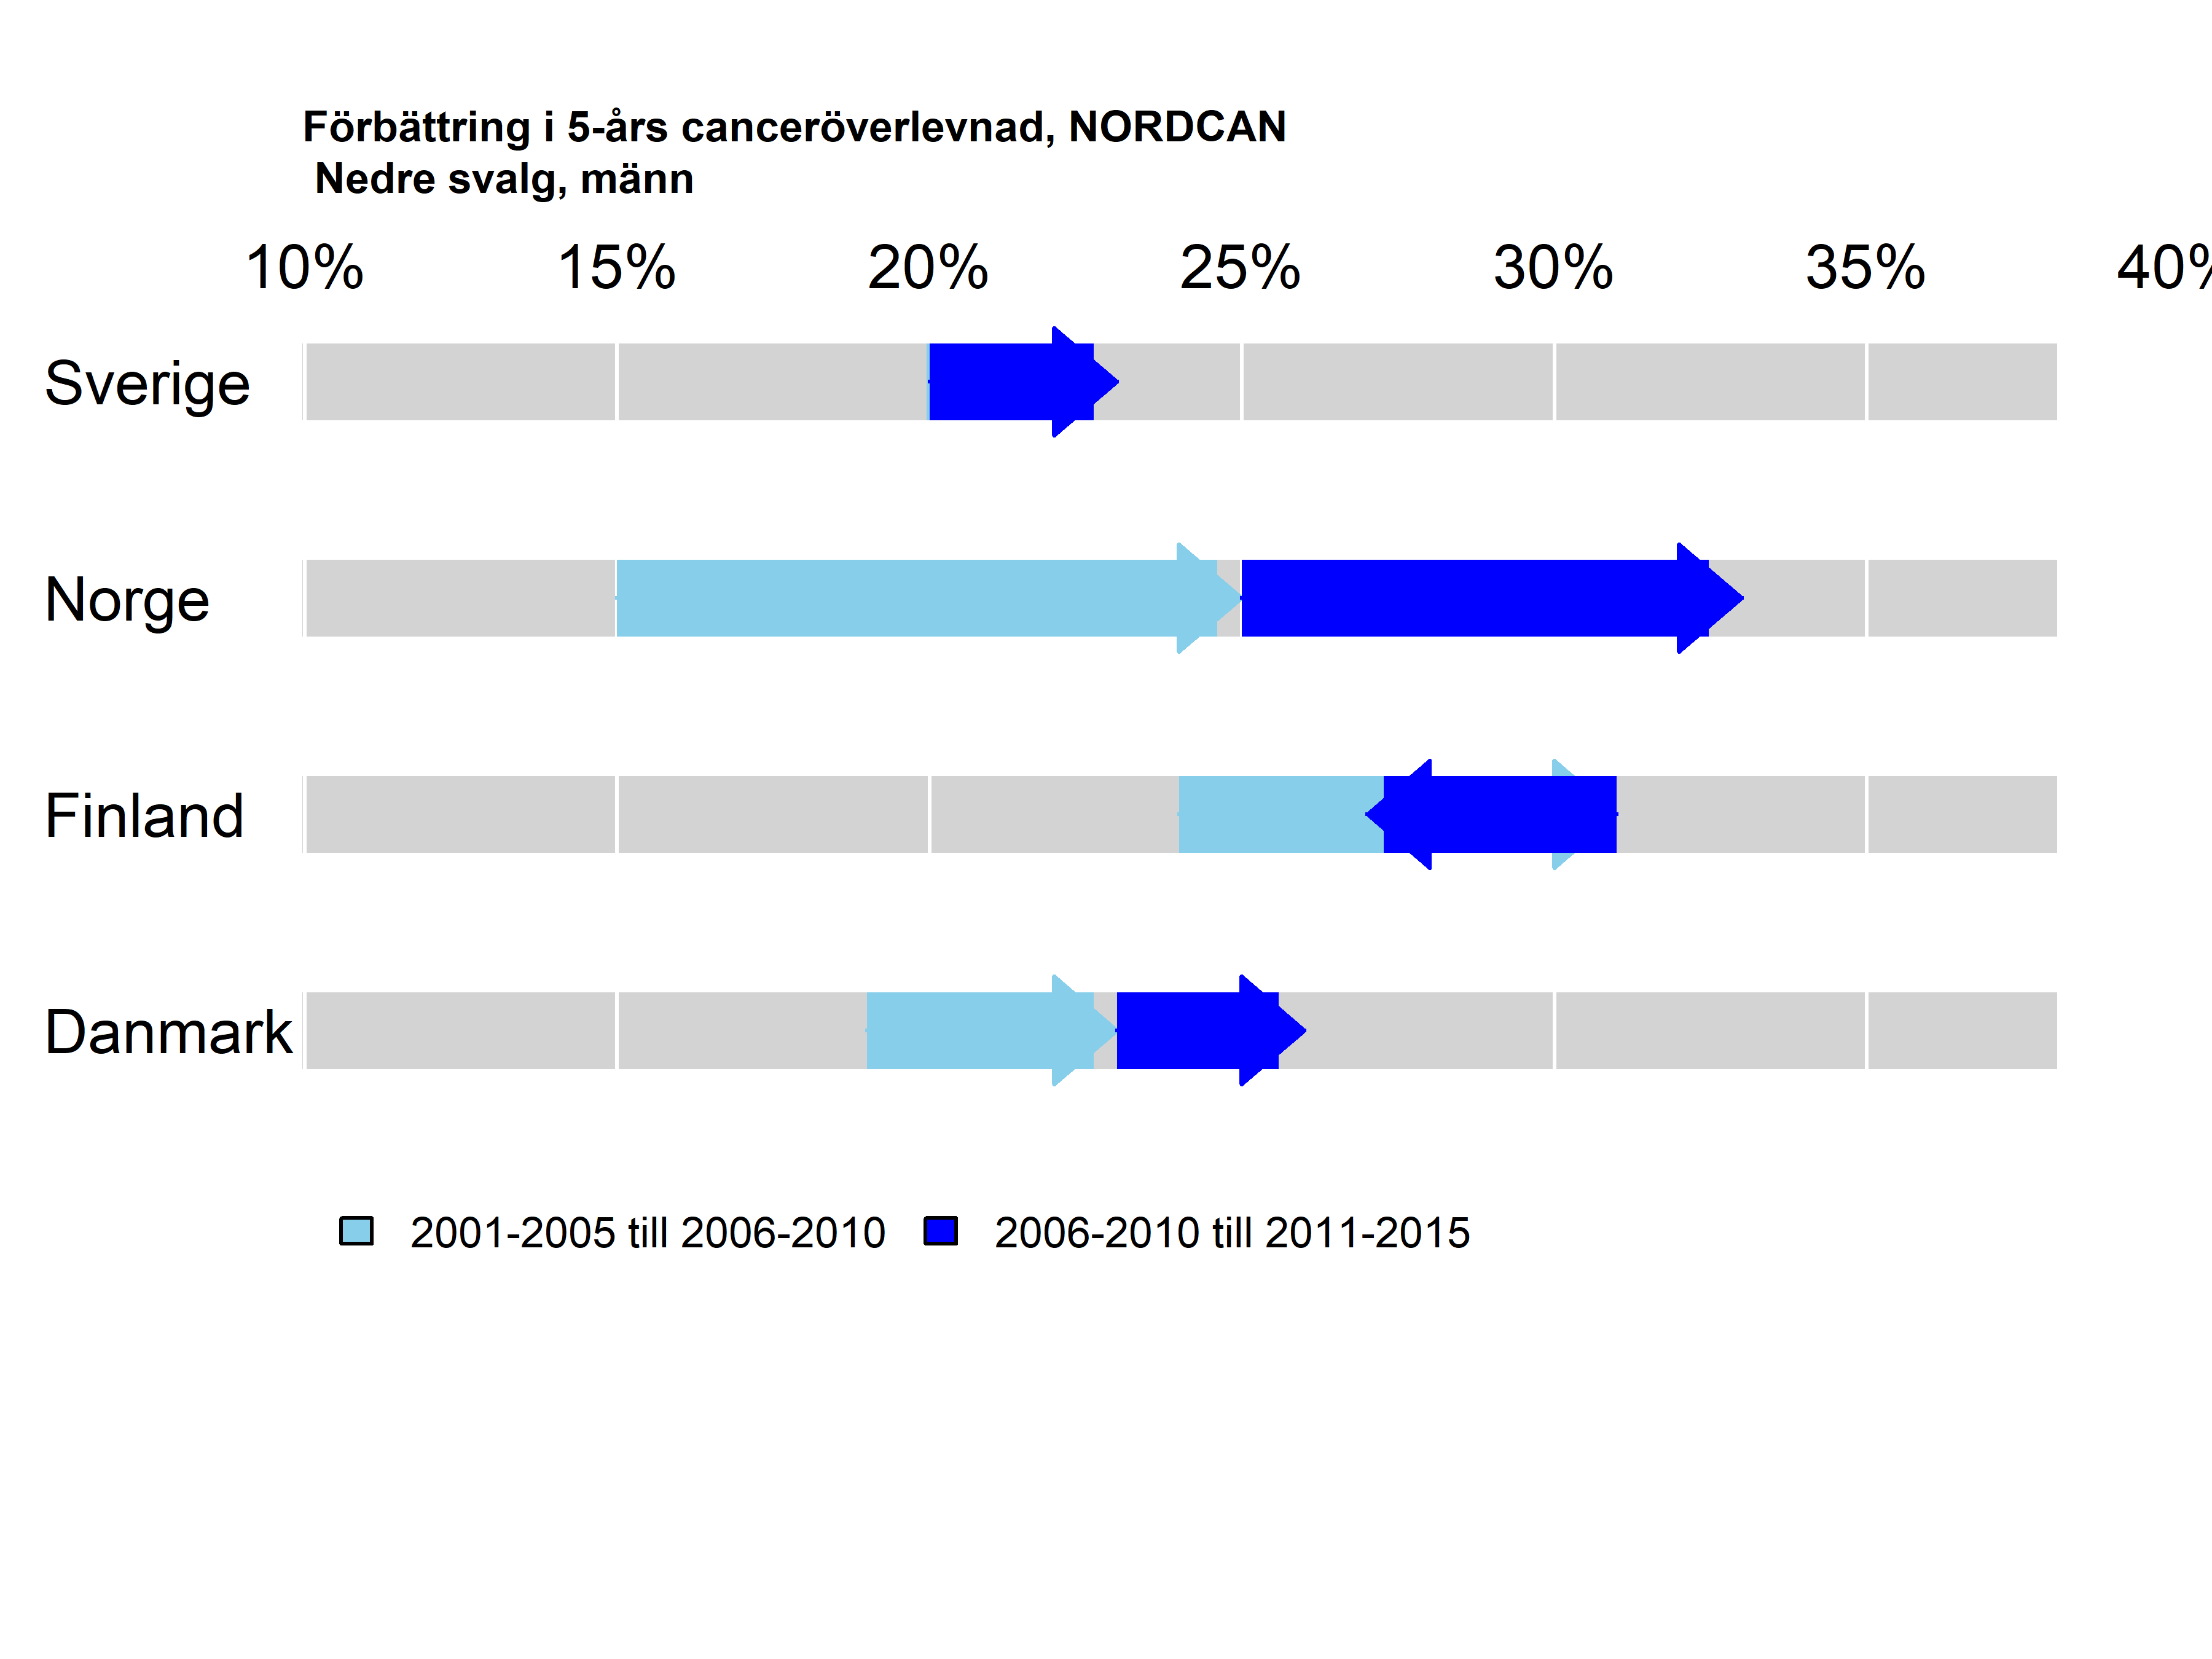 Förbättring i 5-års canceröverlevnad, NORDCAN
Nedre svalg, männ
10% 15% 20% 25% 30% 35% 40%
Sverige
Norge
Finland
Danmark
2001-2005 till 2006-2010 2006-2010 till 2011-2015